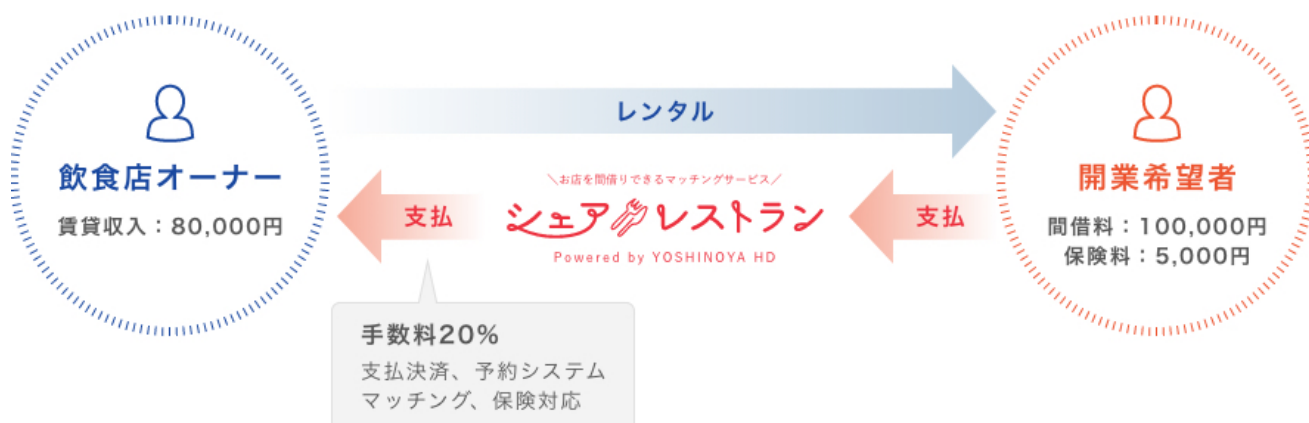 レンタル
飲食店オーナー
賃貸収入：80,000円
支払
＼お店を間借りできるマッチングサービス／
シェアレストラン
Powered by YOSHINOYA HD
支払
開業希望者
間借料：100,000円
保険料：5,000円
手数料20%
支払決済、予約システム
マッチング、保険対応